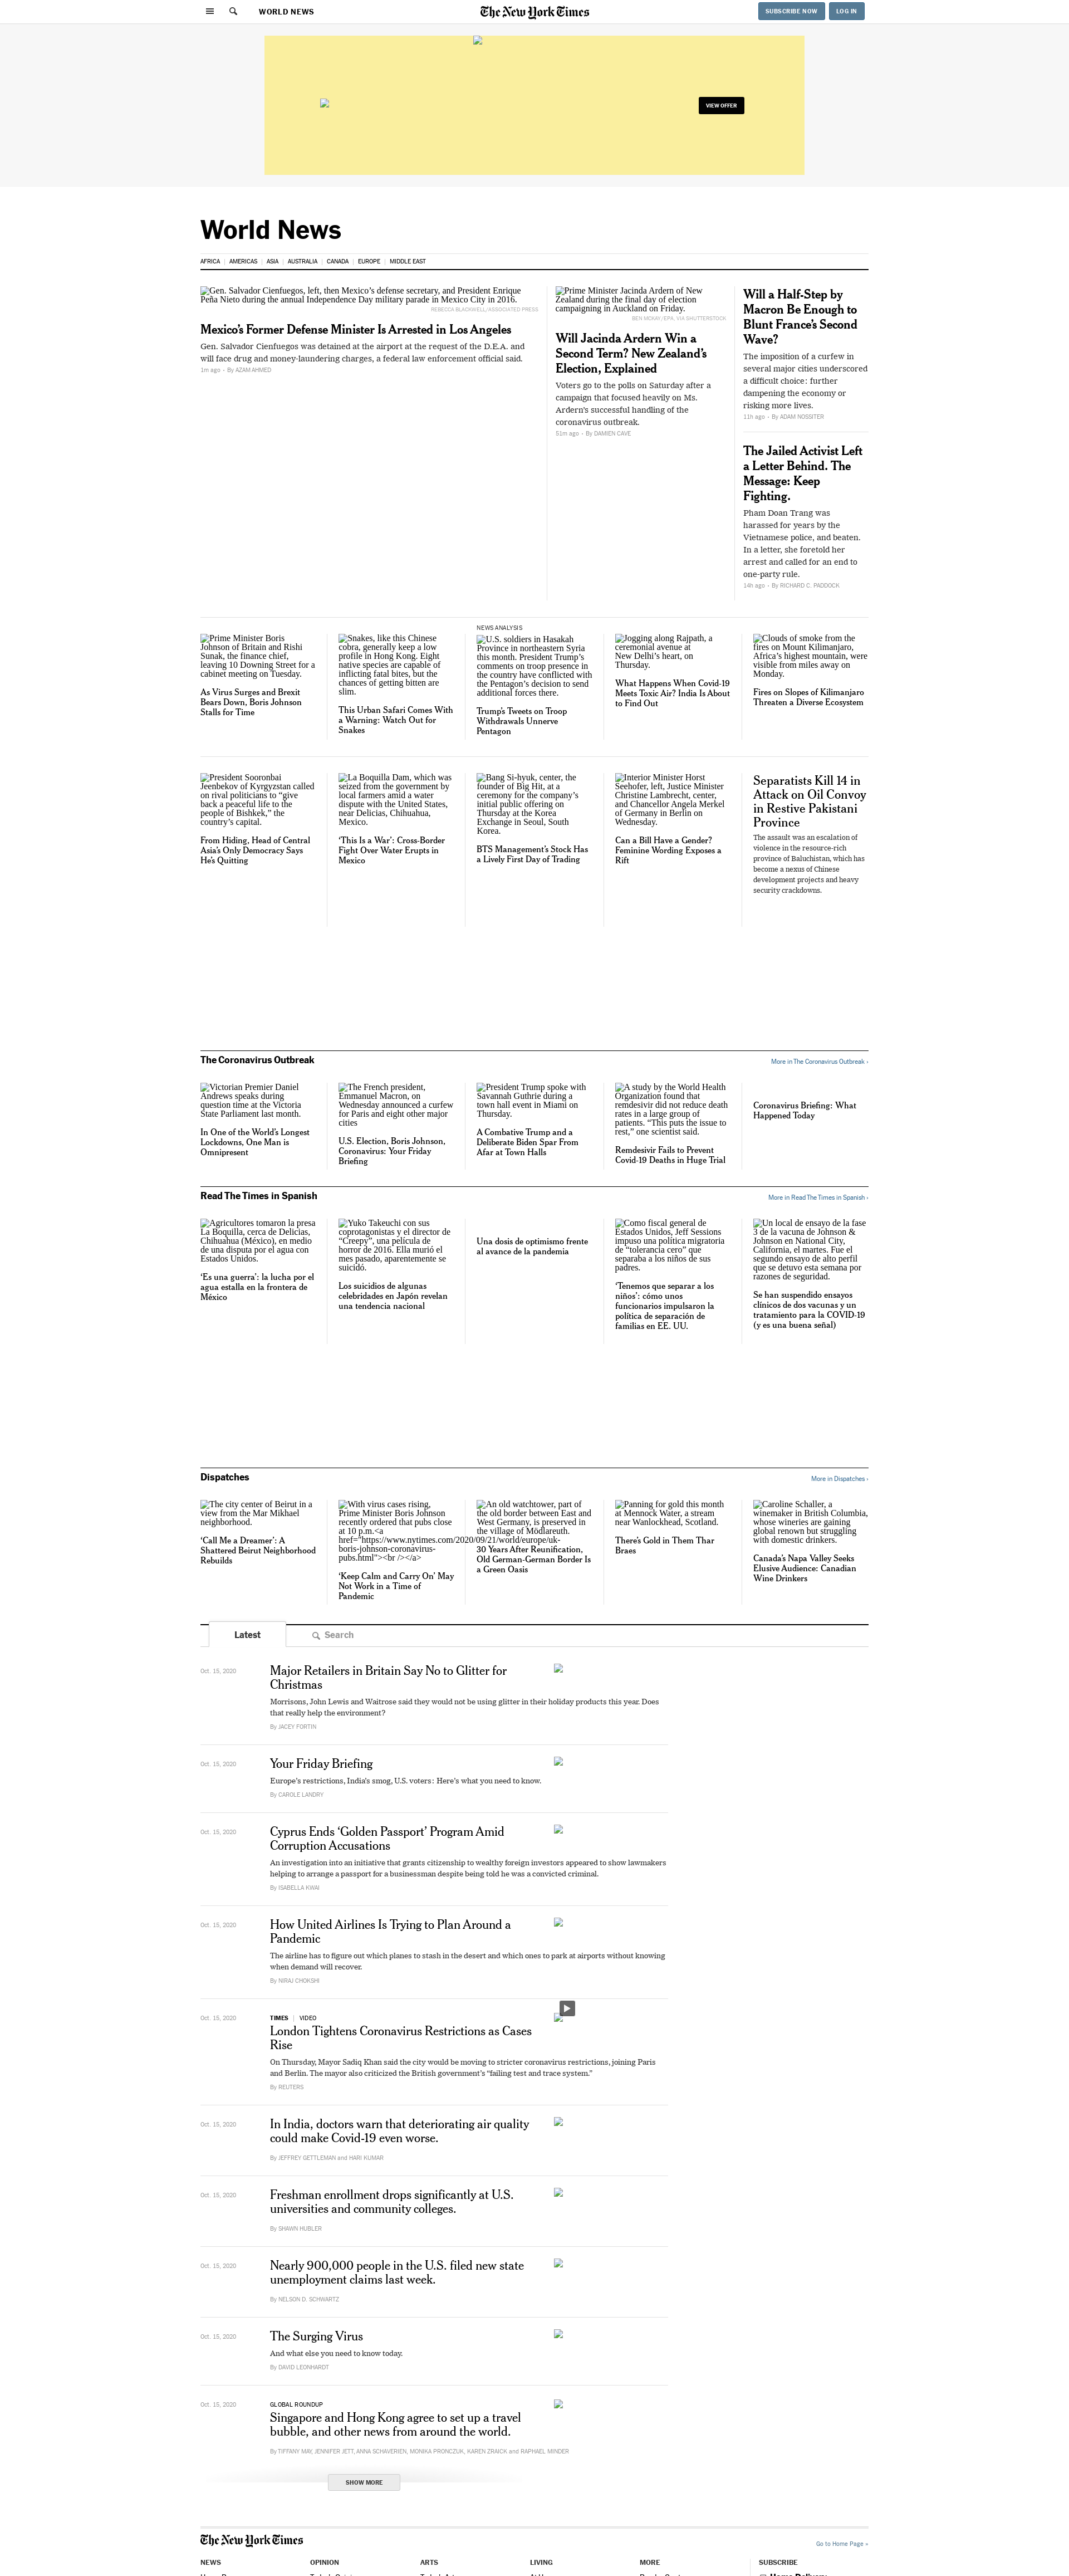 WORLD NEWS
The New York Times
SUBSCRIBE NOW
LOG IN
VIEW OFFER
World News
AFRICA
AMERICAS
ASIA
AUSTRALIA
CANADA
EUROPE
MIDDLE EAST
Gen. Salvador Cienfuegos, left, then Mexico’s defense secretary, and President Enrique
Peña Nieto during the annual Independence Day military parade in Mexico City in 2016.
REBECCA BLACKWELL/ASSOCIATED PRESS
Mexico’s Former Defense Minister Is Arrested in Los Angeles
Gen. Salvador Cienfuegos was detained at the airport at the request of the D.E.A. and
will face drug and money-laundering charges, a federal law enforcement official said.
1m ago - By AZAM AHMED
Prime Minister Jacinda Ardern of New
Zealand during the final day of election
campaigning in Auckland on Friday.
BEN MCKAY/EPA, VIA SHUTTERSTOCK
Will Jacinda Ardern Win a
Second Term? New Zealand’s
Election, Explained
Voters go to the polls on Saturday after a
campaign that focused heavily on Ms.
Ardern’s successful handling of the
coronavirus outbreak.
51m ago - By DAMIEN CAVE
Will a Half-Step by
Macron Be Enough to
Blunt France’s Second
Wave?
The imposition of a curfew in
several major cities underscored
a difficult choice: further
dampening the economy or
risking more lives.
11h ago - By ADAM NOSSITER
The Jailed Activist Left
a Letter Behind. The
Message: Keep
Fighting.
Pham Doan Trang was
harassed for years by the
Vietnamese police, and beaten.
In a letter, she foretold her
arrest and called for an end to
one-party rule.
14h ago - By RICHARD C. PADDOCK
Prime Minister Boris
Johnson of Britain and Rishi
Sunak, the finance chief,
leaving 10 Downing Street for a
cabinet meeting on Tuesday.
As Virus Surges and Brexit
Bears Down, Boris Johnson
Stalls for Time
Snakes, like this Chinese
cobra, generally keep a low
profile in Hong Kong. Eight
native species are capable of
inflicting fatal bites, but the
chances of getting bitten are
slim.
This Urban Safari Comes With
a Warning: Watch Out for
Snakes
NEWS ANALYSIS
U.S. soldiers in Hasakah
Province in northeastern Syria
this month. President Trump’s
comments on troop presence in
the country have conflicted with
the Pentagon’s decision to send
additional forces there.
Trump’s Tweets on Troop
Withdrawals Unnerve
Pentagon
Jogging along Rajpath, a
ceremonial avenue at
New Delhi’s heart, on
Thursday.
What Happens When Covid-19
Meets Toxic Air? India Is About
to Find Out
Clouds of smoke from the
fires on Mount Kilimanjaro,
Africa’s highest mountain, were
visible from miles away on
Monday.
Fires on Slopes of Kilimanjaro
Threaten a Diverse Ecosystem
President Sooronbai
Jeenbekov of Kyrgyzstan called
on rival politicians to “give
back a peaceful life to the
people of Bishkek,” the
country’s capital.
From Hiding, Head of Central
Asia’s Only Democracy Says
He’s Quitting
La Boquilla Dam, which was
seized from the government by
local farmers amid a water
dispute with the United States,
near Delicias, Chihuahua,
Mexico.
‘This Is a War’: Cross-Border
Fight Over Water Erupts in
Mexico
Bang Si-hyuk, center, the
founder of Big Hit, at a
ceremony for the company’s
initial public offering on
Thursday at the Korea
Exchange in Seoul, South
Korea.
BTS Management’s Stock Has
a Lively First Day of Trading
Interior Minister Horst
Seehofer, left, Justice Minister
Christine Lambrecht, center,
and Chancellor Angela Merkel
of Germany in Berlin on
Wednesday.
Can a Bill Have a Gender?
Feminine Wording Exposes a
Rift
Separatists Kill 14 in
Attack on Oil Convoy
in Restive Pakistani
Province
The assault was an escalation of
violence in the resource-rich
province of Baluchistan, which has
become a nexus of Chinese
development projects and heavy
security crackdowns.
The Coronavirus Outbreak
More in The Coronavirus Outbreak ›
Victorian Premier Daniel
Andrews speaks during
question time at the Victoria
State Parliament last month.
In One of the World’s Longest
Lockdowns, One Man is
Omnipresent
The French president,
Emmanuel Macron, on
Wednesday announced a curfew
for Paris and eight other major
cities
U.S. Election, Boris Johnson,
Coronavirus: Your Friday
Briefing
President Trump spoke with
Savannah Guthrie during a
town hall event in Miami on
Thursday.
A Combative Trump and a
Deliberate Biden Spar From
Afar at Town Halls
A study by the World Health
Organization found that
remdesivir did not reduce death
rates in a large group of
patients. “This puts the issue to
rest,” one scientist said.
Remdesivir Fails to Prevent
Covid-19 Deaths in Huge Trial
Coronavirus Briefing: What
Happened Today
Read The Times in Spanish
More in Read The Times in Spanish ›
Agricultores tomaron la presa
La Boquilla, cerca de Delicias,
Chihuahua (México), en medio
de una disputa por el agua con
Estados Unidos.
‘Es una guerra’: la lucha por el
agua estalla en la frontera de
México
Yuko Takeuchi con sus
coprotagonistas y el director de
“Creepy”, una película de
horror de 2016. Ella murió el
mes pasado, aparentemente se
suicidó.
Los suicidios de algunas
celebridades en Japón revelan
una tendencia nacional
Una dosis de optimismo frente
al avance de la pandemia
Como fiscal general de
Estados Unidos, Jeff Sessions
impuso una política migratoria
de “tolerancia cero” que
separaba a los niños de sus
padres.
‘Tenemos que separar a los
niños’: cómo unos
funcionarios impulsaron la
política de separación de
familias en EE. UU.
Un local de ensayo de la fase
3 de la vacuna de Johnson &
Johnson en National City,
California, el martes. Fue el
segundo ensayo de alto perfil
que se detuvo esta semana por
razones de seguridad.
Se han suspendido ensayos
clínicos de dos vacunas y un
tratamiento para la COVID-19
(y es una buena señal)
Dispatches
More in Dispatches ›
The city center of Beirut in a
view from the Mar Mikhael
neighborhood.
‘Call Me a Dreamer’: A
Shattered Beirut Neighborhood
Rebuilds
With virus cases rising,
Prime Minister Boris Johnson
recently ordered that pubs close
at 10 p.m.<a
href="https://www.nytimes.com/2020/09/21/world/europe/uk-
boris-johnson-coronavirus-
pubs.html"><br /></a>
‘Keep Calm and Carry On’ May
Not Work in a Time of
Pandemic
An old watchtower, part of
the old border between East and
West Germany, is preserved in
the village of Mödlareuth.
30 Years After Reunification,
Old German-German Border Is
a Green Oasis
Panning for gold this month
at Mennock Water, a stream
near Wanlockhead, Scotland.
There’s Gold in Them Thar
Braes
Caroline Schaller, a
winemaker in British Columbia,
whose wineries are gaining
global renown but struggling
with domestic drinkers.
Canada’s Napa Valley Seeks
Elusive Audience: Canadian
Wine Drinkers
Latest
Search
Oct. 15, 2020
Major Retailers in Britain Say No to Glitter for
Christmas
Morrisons, John Lewis and Waitrose said they would not be using glitter in their holiday products this year. Does
that really help the environment?
By JACEY FORTIN
Oct. 15, 2020
Your Friday Briefing
Europe’s restrictions, India’s smog, U.S. voters: Here’s what you need to know.
By CAROLE LANDRY
Oct. 15, 2020
Cyprus Ends ‘Golden Passport’ Program Amid
Corruption Accusations
An investigation into an initiative that grants citizenship to wealthy foreign investors appeared to show lawmakers
helping to arrange a passport for a businessman despite being told he was a convicted criminal.
By ISABELLA KWAI
Oct. 15, 2020
How United Airlines Is Trying to Plan Around a
Pandemic
The airline has to figure out which planes to stash in the desert and which ones to park at airports without knowing
when demand will recover.
By NIRAJ CHOKSHI
Oct. 15, 2020
TIMES | VIDEO
London Tightens Coronavirus Restrictions as Cases
Rise
On Thursday, Mayor Sadiq Khan said the city would be moving to stricter coronavirus restrictions, joining Paris
and Berlin. The mayor also criticized the British government’s “failing test and trace system.”
By REUTERS
Oct. 15, 2020
In India, doctors warn that deteriorating air quality
could make Covid-19 even worse.
By JEFFREY GETTLEMAN and HARI KUMAR
Oct. 15, 2020
Freshman enrollment drops significantly at U.S.
universities and community colleges.
By SHAWN HUBLER
Oct. 15, 2020
Nearly 900,000 people in the U.S. filed new state
unemployment claims last week.
By NELSON D. SCHWARTZ
Oct. 15, 2020
The Surging Virus
And what else you need to know today.
By DAVID LEONHARDT
Oct. 15, 2020
GLOBAL ROUNDUP
Singapore and Hong Kong agree to set up a travel
bubble, and other news from around the world.
By TIFFANY MAY, JENNIFER JETT, ANNA SCHAVERIEN, MONIKA PRONCZUK, KAREN ZRAICK and RAPHAEL MINDER
SHOW MORE
The New York Times
Go to Home Page »
NEWS
OPINION
ARTS
LIVING
MORE
SUBSCRIBE